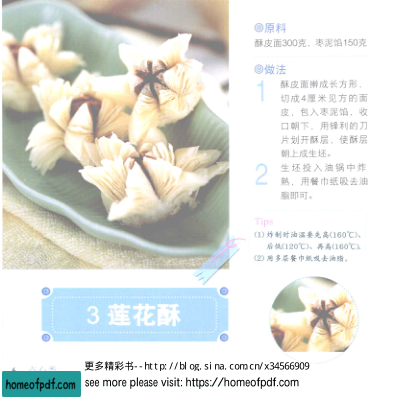 原料
酥皮面300克，枣泥馅150克
做法
1 酥皮面擀成长方形，
切成4厘米见方的面
皮，包入枣泥馅，收
口朝下，用锋利的刀
片划开酥层，使酥层
朝上成生坯。
2 生坯投入油锅中炸
熟，用餐巾纸吸去油
脂即可。
Tips
(1) 炸制时油温要先高(160℃)、
后低(120℃)、再高(160℃)。
(2) 用多层餐巾纸吸去油脂。
3 莲花酥
更多精彩书--http://blog.sina.com.cn/x34566909
homeofpdf.com
see more please visit: https://homeofpdf.com